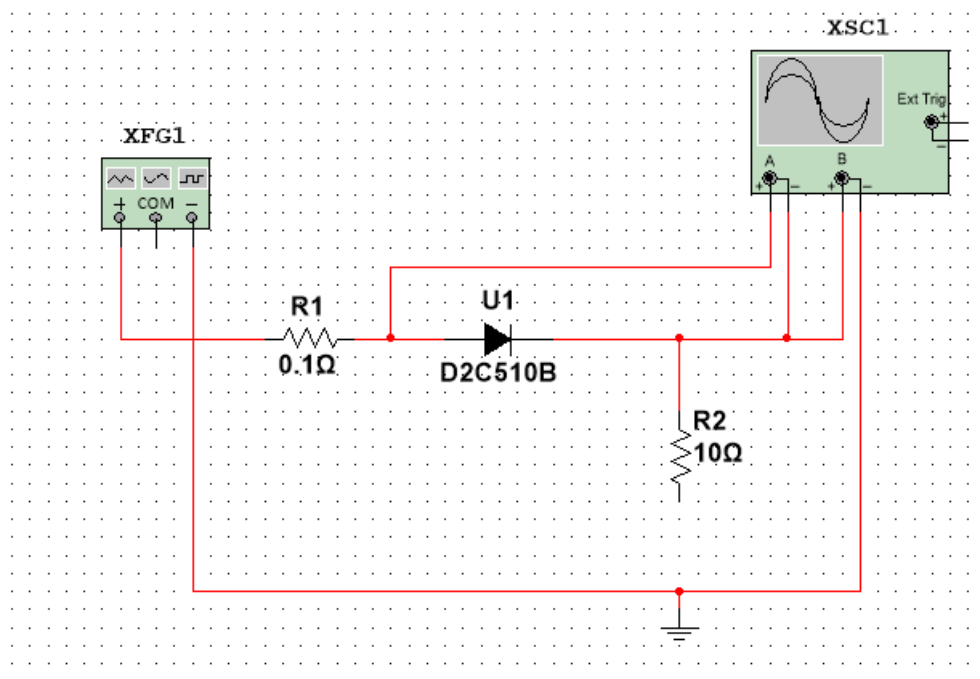 XSC1
Ext Trig
+
−
A
B
+ − + −
XFG1
+ COM −
R1
0.1Ω
U1
D2C510B
R2
10Ω